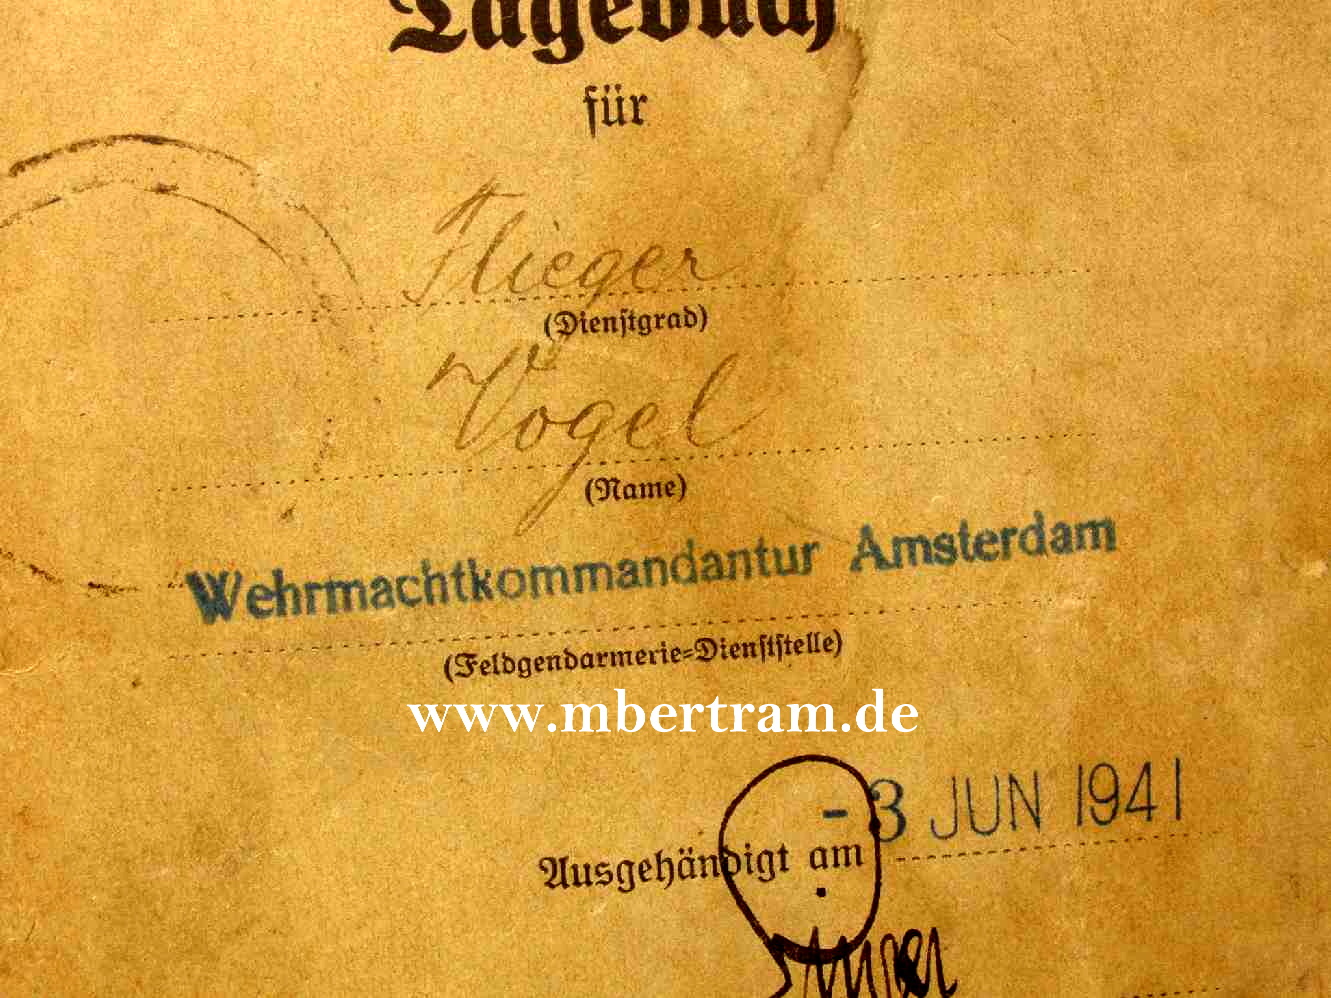 Tagebuch
für
Flieger
(Dienstgrad)
Vogel
(Name)
Wehrmachtkommandantur Amsterdam
(Feldgendarmerie=Dienststelle)
www.mbertram.de
Ausgehändigt am -3 JUN 1941